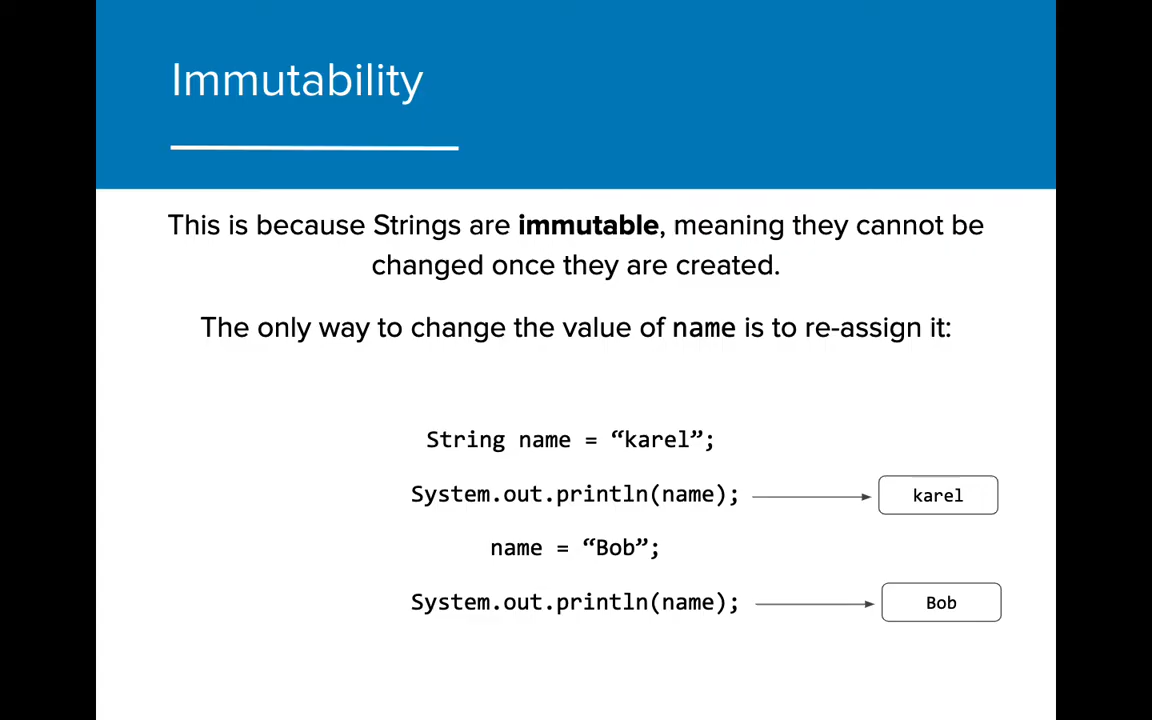 Immutability
This is because Strings are immutable, meaning they cannot be
changed once they are created.
The only way to change the value of name is to re-assign it:
String name = “karel”;
System.out.println(name);
karel
name = “Bob”;
System.out.println(name);
Bob